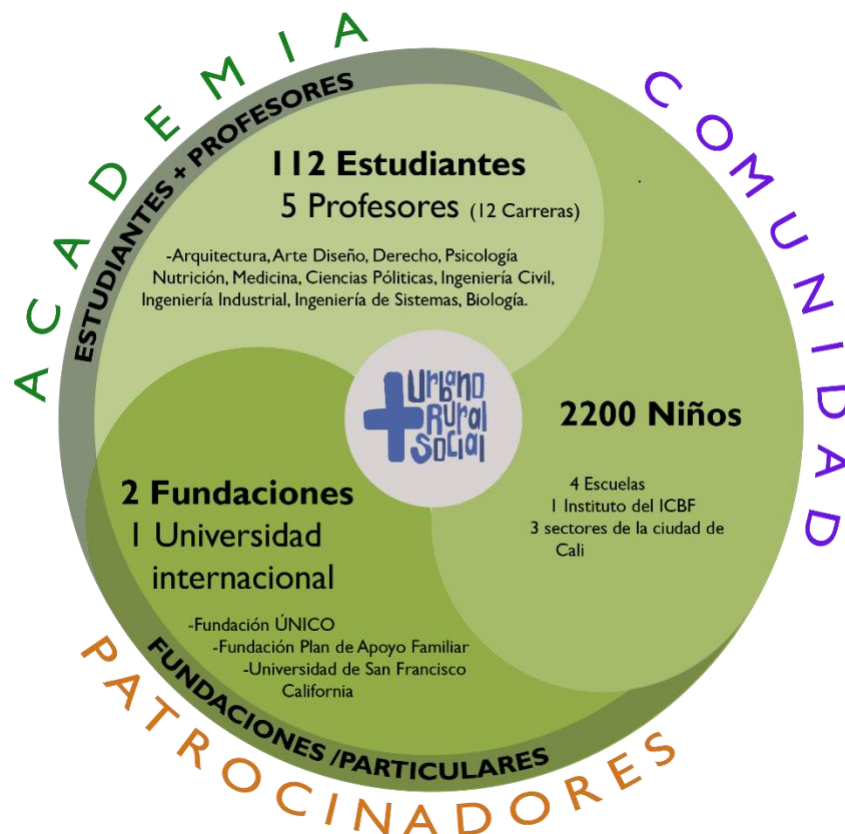 ACADEMIA
ESTUDIANTES + PROFESORES
112 Estudiantes
5 Profesores (12 Carreras)
-Arquitectura, Arte Diseño, Derecho, Psicología
Nutrición, Medicina, Ciencias Póliticas, Ingeniería Civil,
Ingeniería Industrial, Ingeniería de Sistemas, Biología.
COMUNIDAD
2200 Niños
4 Escuelas
1 Instituto del ICBF
3 sectores de la ciudad de
Cali
Urbano
Rural
Social
2 Fundaciones
1 Universidad
internacional
-Fundación ÚNICO
-Fundación Plan de Apoyo Familiar
-Universidad de San Francisco
California
FUNDACIONES /PARTICULARES
PATROCINADORES